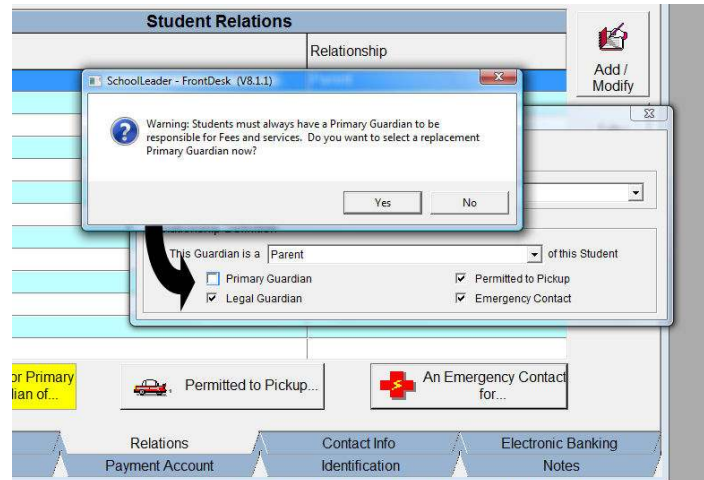 Student Relations
Relationship
Add /
Modify
SchoolLeader - FrontDesk (V8.1.1)
Warning: Students must always have a Primary Guardian to be
responsible for Fees and services. Do you want to select a replacement
Primary Guardian now?
Yes
No
This Guardian is a
Parent
of this Student
Primary Guardian
Permitted to Pickup
Legal Guardian
Emergency Contact
or Primary
lian of...
Permitted to Pickup...
An Emergency Contact
for...
Relations
Contact Info
Electronic Banking
Payment Account
Identification
Notes